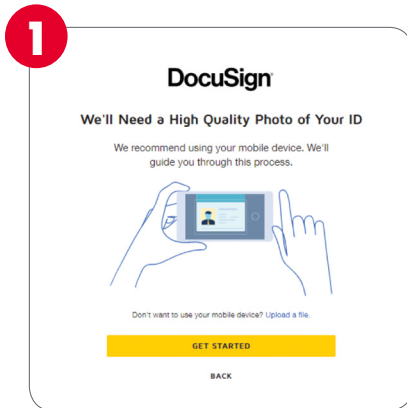 1
DocuSign
We'll Need a High Quality Photo of Your ID
We recommend using your mobile device. We'll
guide you through this process.
Don't want to use your mobile device? Upload a file.
GET STARTED
BACK